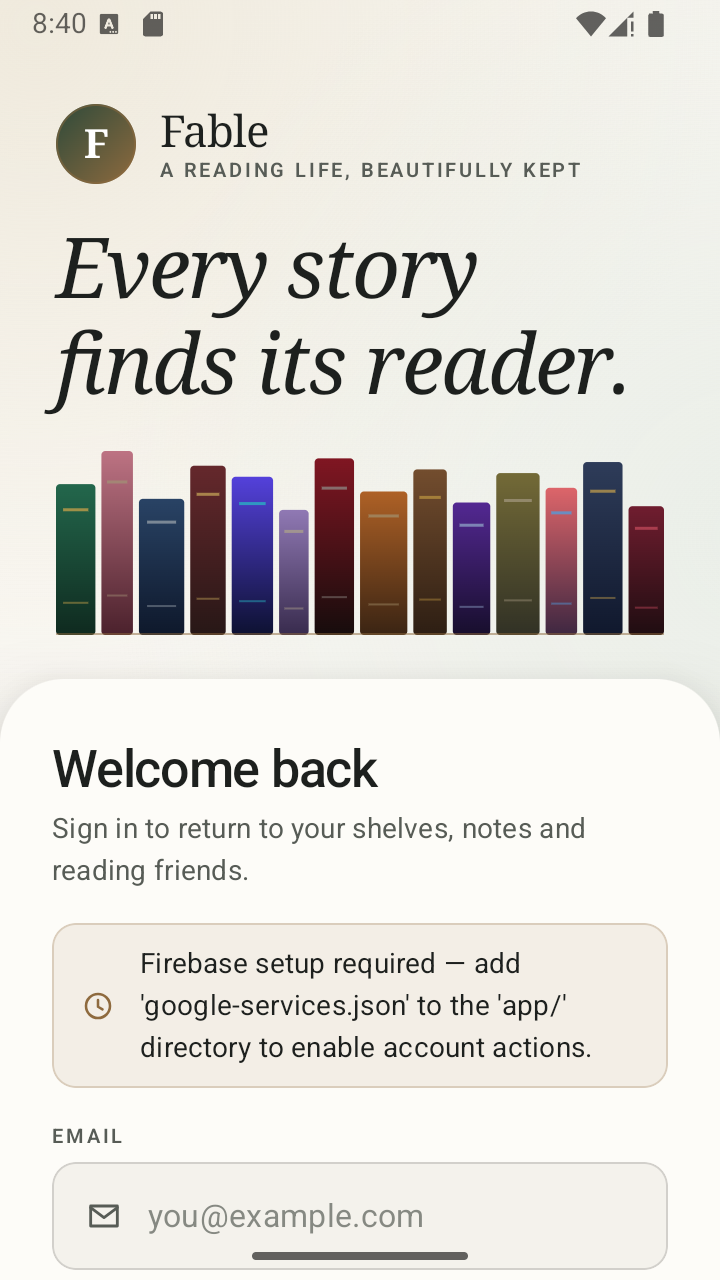 8:40
F
Fable
A READING LIFE, BEAUTIFULLY KEPT
Every story
finds its reader.
Welcome back
Sign in to return to your shelves, notes and
reading friends.
Firebase setup required — add
'google-services.json' to the 'app/'
directory to enable account actions.
EMAIL
you@example.com